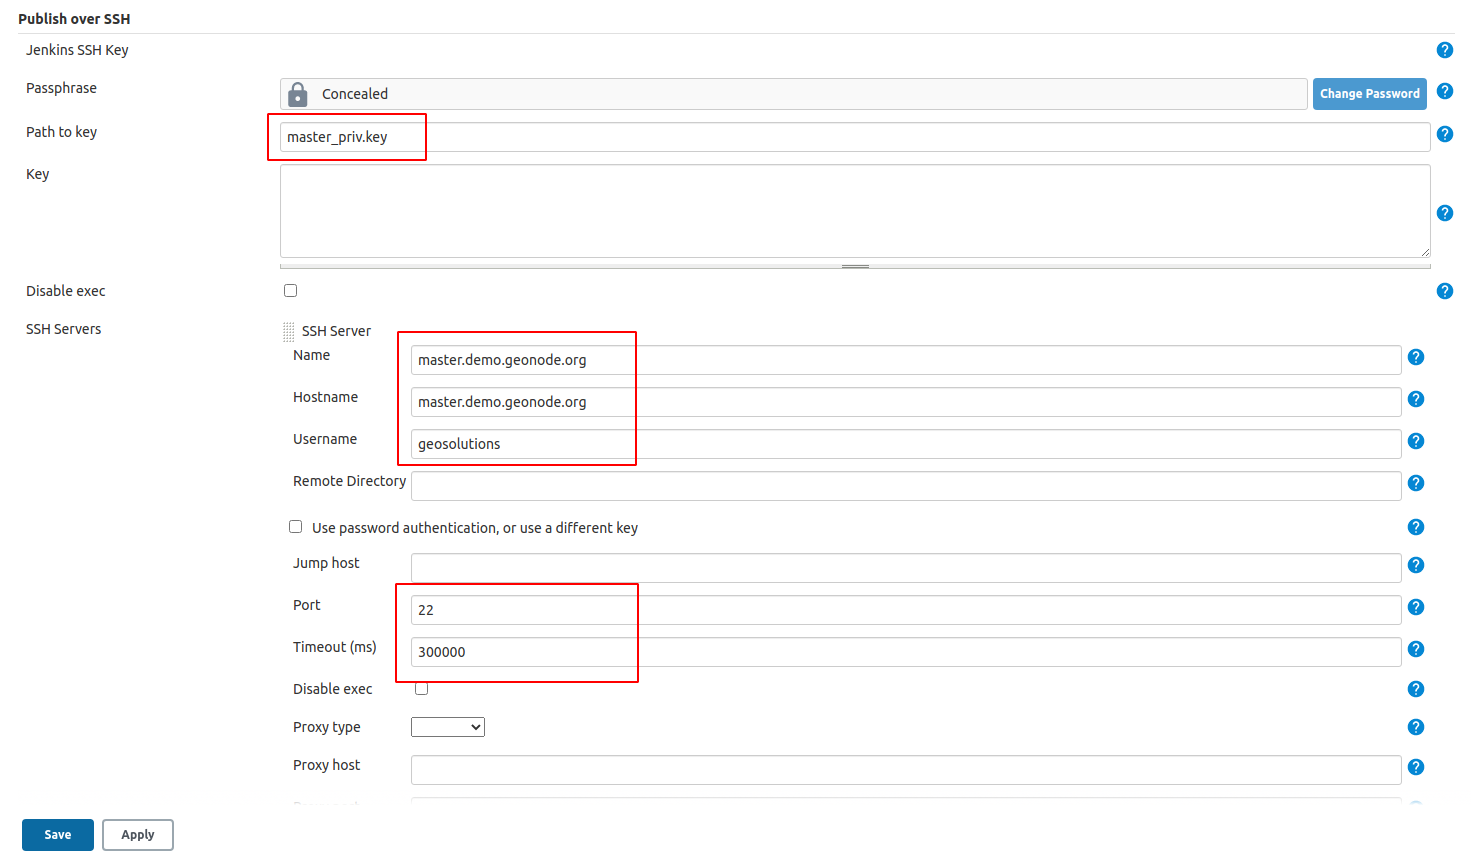 Publish over SSH
Jenkins SSH Key
?
Passphrase
Concealed
Change Password
?
Path to key
master_priv.key
?
Key
?
Disable exec
?
SSH Servers
SSH Server
Name
master.demo.geonode.org
?
Hostname
master.demo.geonode.org
?
Username
geosolutions
?
Remote Directory
?
Use password authentication, or use a different key
?
Jump host
?
Port
22
?
Timeout (ms)
300000
?
Disable exec
?
Proxy type
?
Proxy host
?
Save
Apply